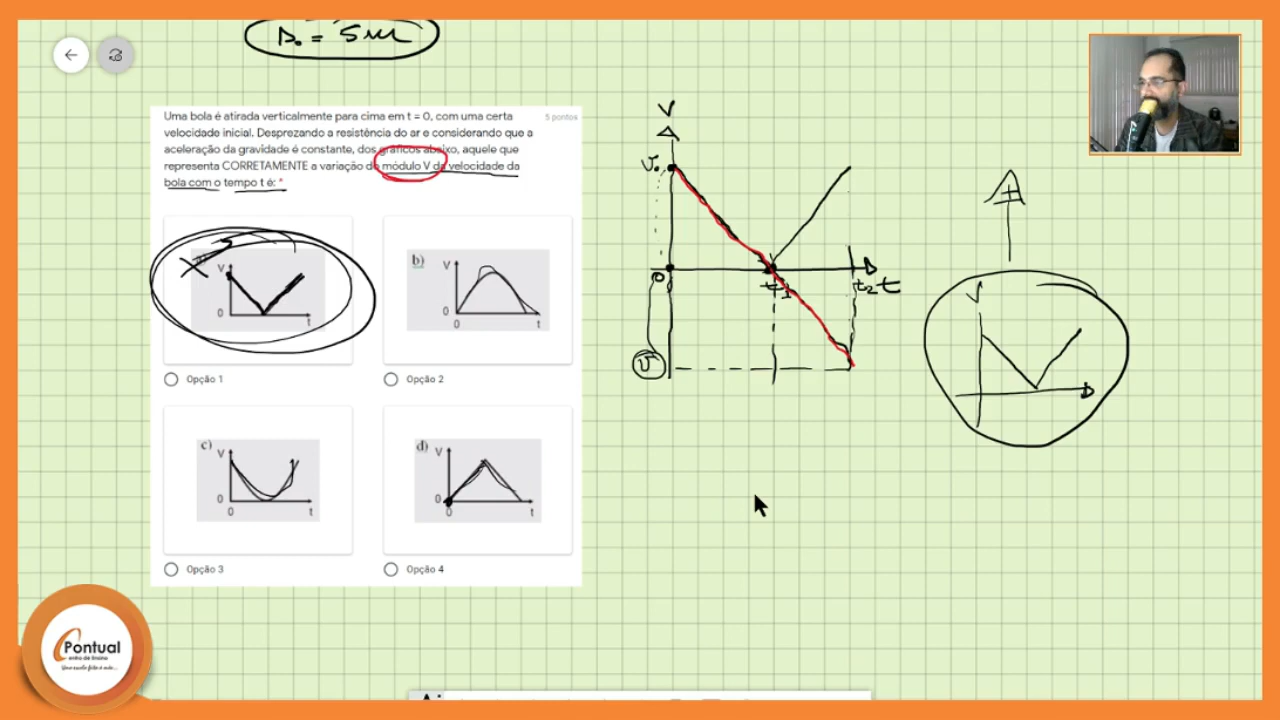 D. = 5m
Uma bola é atirada verticalmente para cima em t = 0, com uma certa
5 pontos
velocidade inicial. Desprezando a resistência do ar e considerando que a
aceleração da gravidade é constante, dos gráficos abaixo, aquele que
representa CORRETAMENTE a variação do módulo V da velocidade da
bola com o tempo t é: *
V
0
t
Opção 1
b)
V
0
0
t
Opção 2
c)
V
0
0
t
Opção 3
d)
V
0
0
t
Opção 4
V
V.
0
t1
t2 t
V
+
V
Pontual